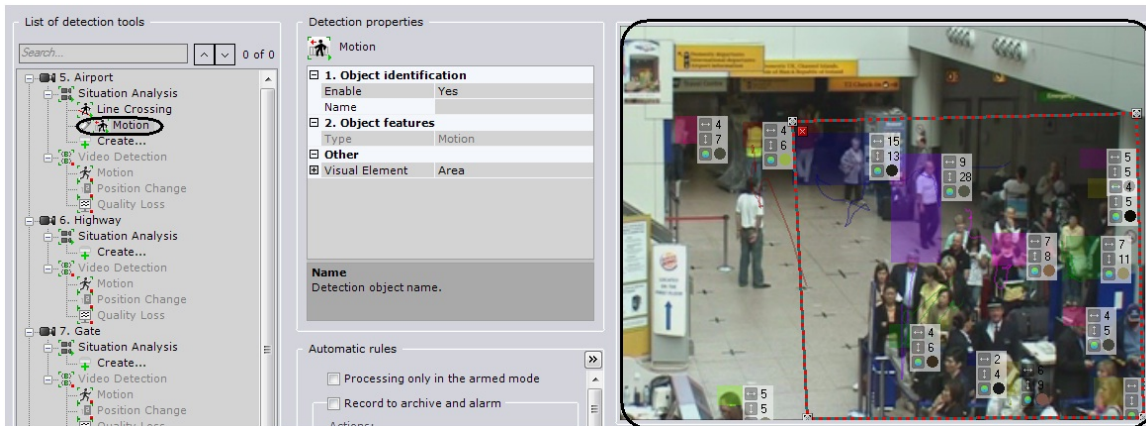 List of detection tools
Search...
0 of 0
5. Airport
Situation Analysis
Line Crossing
Motion
Create...
Video Detection
Motion
Position Change
Quality Loss
6. Highway
Situation Analysis
Create...
Video Detection
Motion
Position Change
Quality Loss
7. Gate
Situation Analysis
Create...
Video Detection
Motion
Position Change
Quality Loss
Detection properties
Motion
1. Object identification
Enable Yes
Name
2. Object features
Type Motion
Other
Visual Element Area
Name
Detection object name.
Automatic rules
»
Processing only in the armed mode
Record to archive and alarm
Actions:
4
7
4
6
15
13
9
28
5
5
4
5
7
8
7
11
4
5
4
6
2
4
6
9
5
5